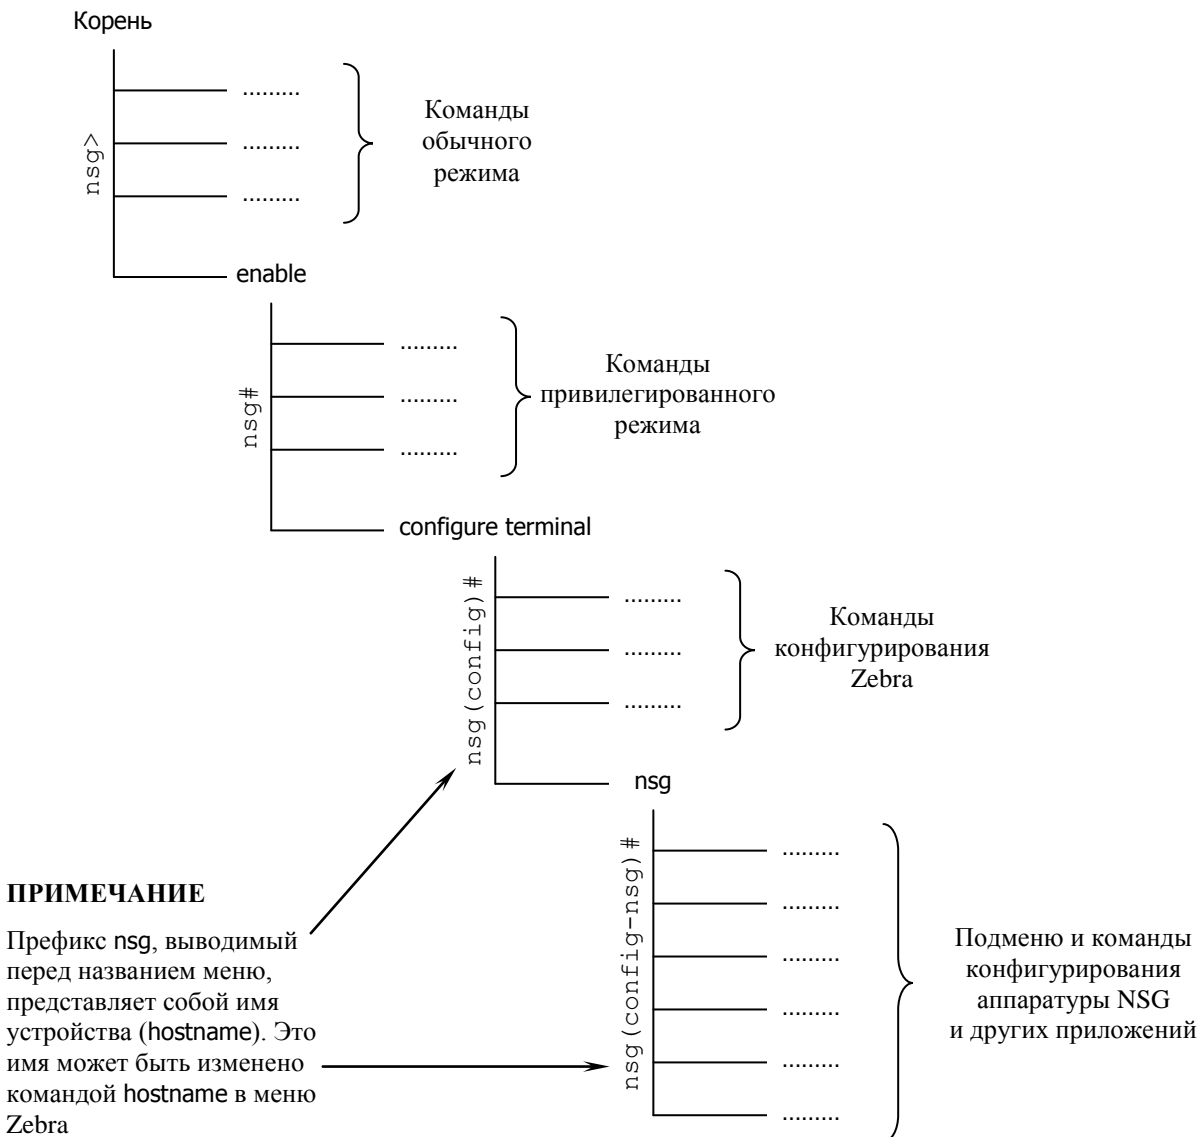 Корень
nsg>
.........
.........
.........
Команды
обычного
режима
enable
nsg#
.........
.........
.........
Команды
привилегированного
режима
configure terminal
nsg(config)#
.........
.........
.........
Команды
конфигурирования
Zebra
nsg
nsg(config-nsg)#
.........
.........
.........
.........
.........
.........
Подменю и команды
конфигурирования
аппаратуры NSG
и других приложений
ПРИМЕЧАНИЕ
Префикс nsg, выводимый
перед названием меню,
представляет собой имя
устройства (hostname). Это
имя может быть изменено
командой hostname в меню
Zebra